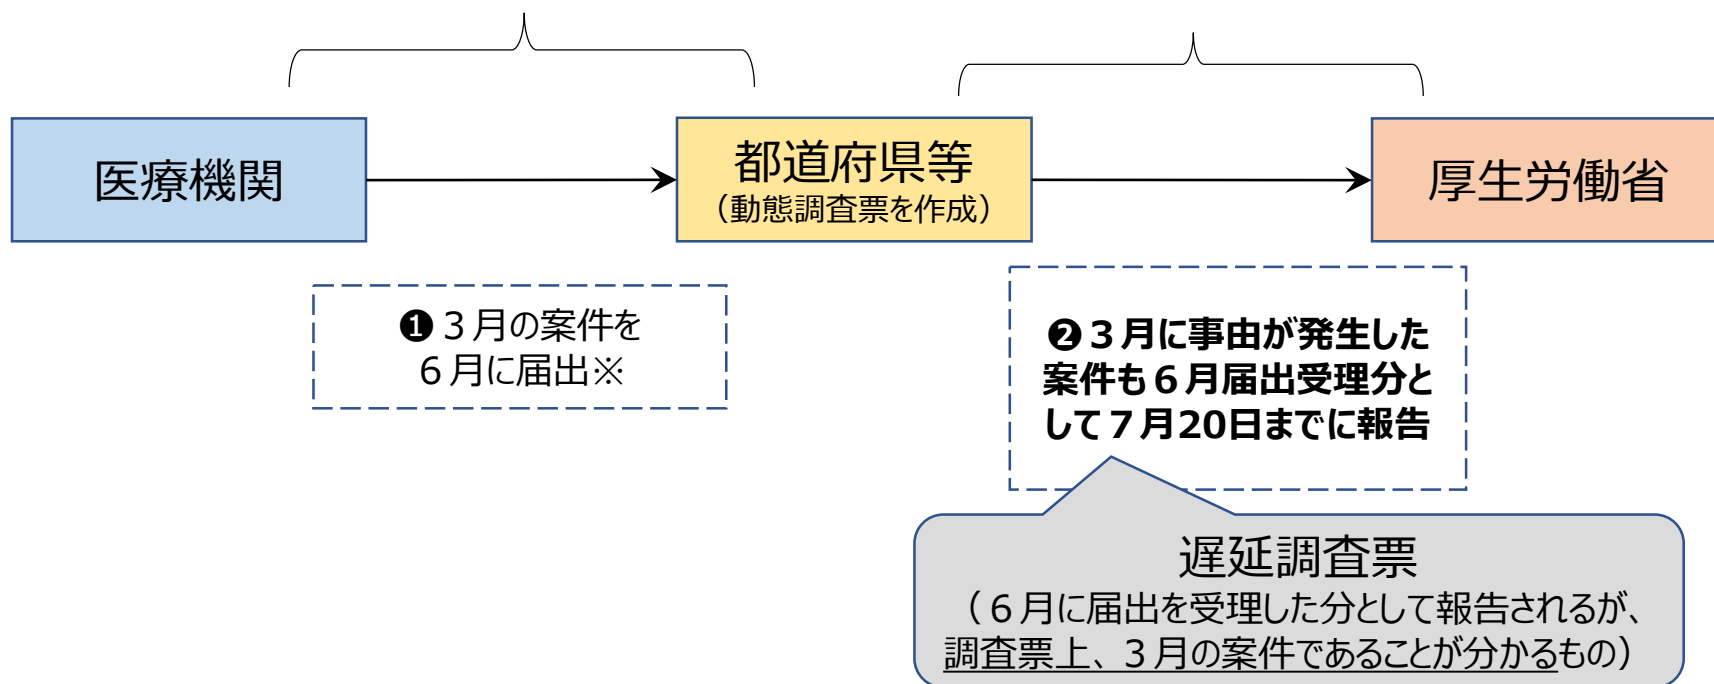 医療機関
都道府県等
（動態調査票を作成）
厚生労働省
❶３月の案件を
６月に届出※
❷３月に事由が発生した
案件も６月届出受理分と
して７月20日までに報告
遅延調査票
（６月に届出を受理した分として報告されるが、
調査票上、３月の案件であることが分かるもの）